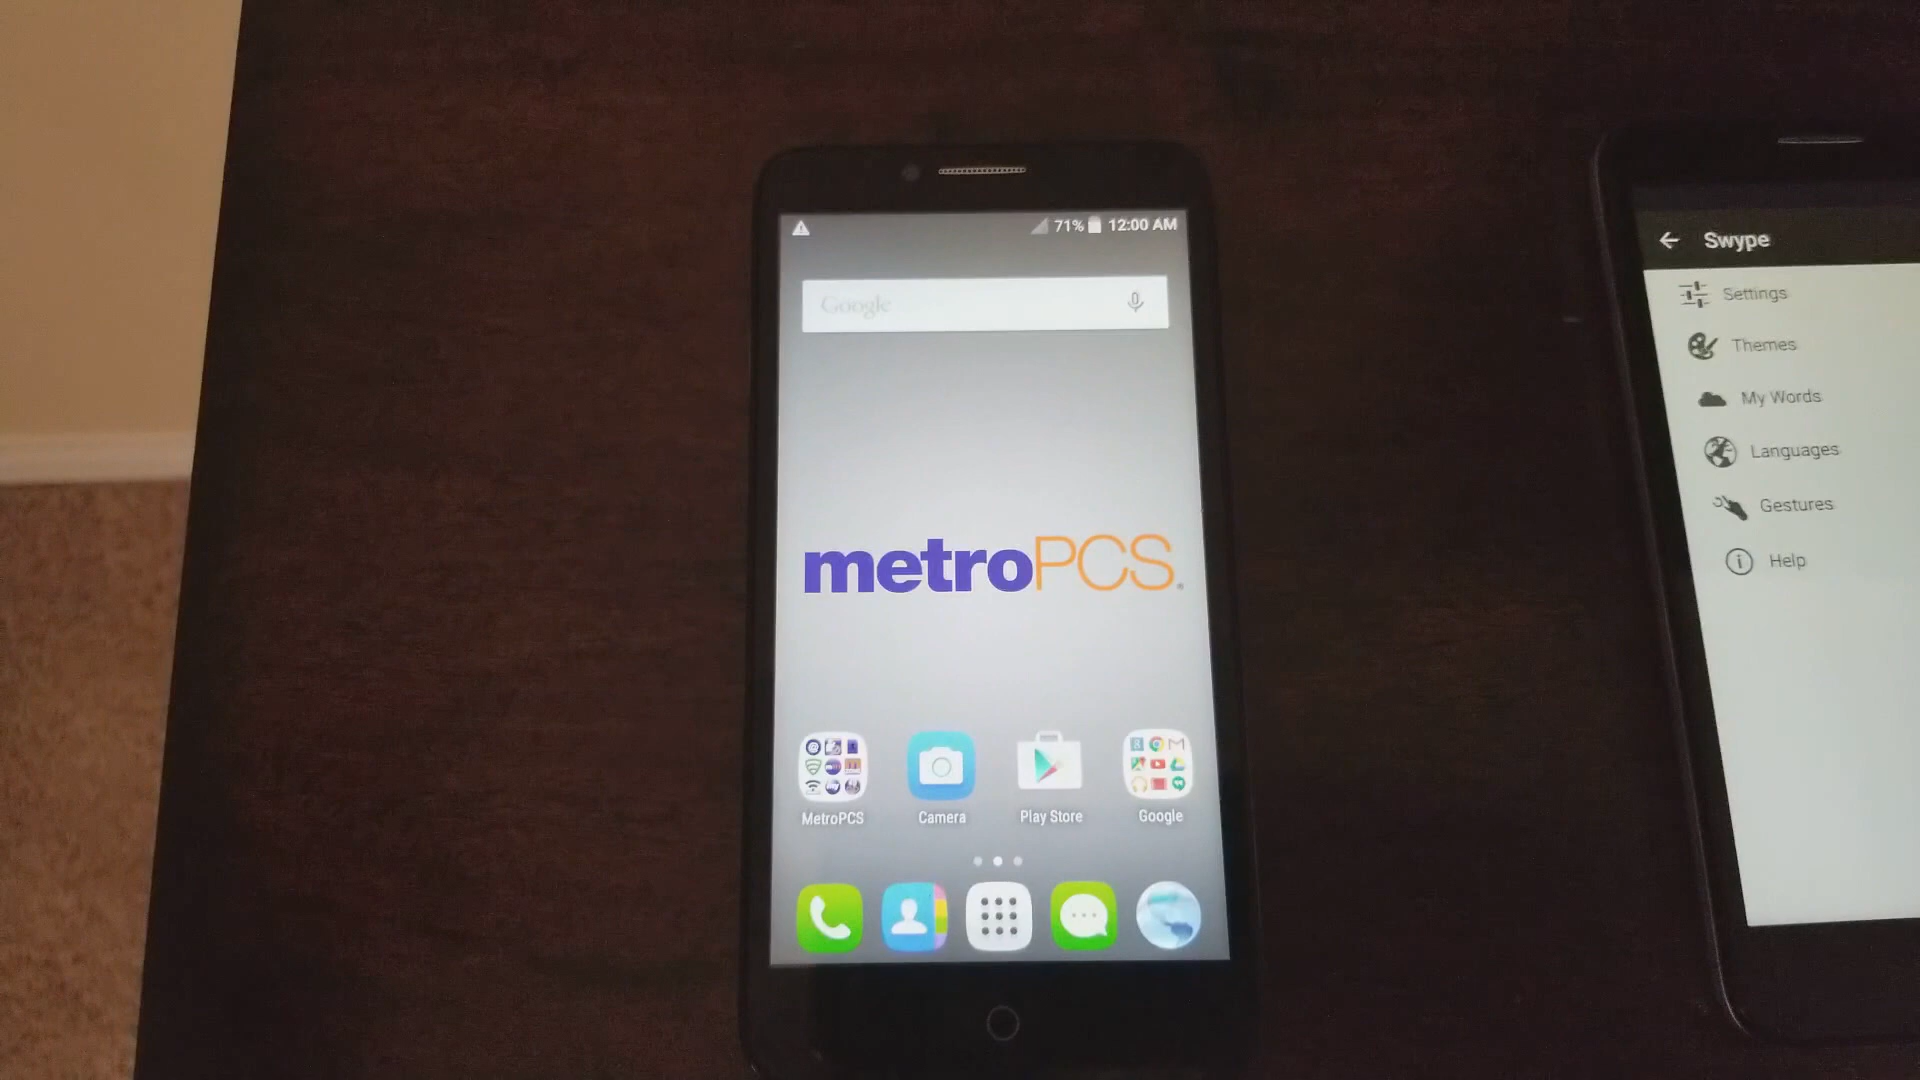 71% 12:00 AM
Google
metroPCS
MetroPCS
Camera
Play Store
Google
Swype
Settings
Themes
My Words
Languages
Gestures
Help